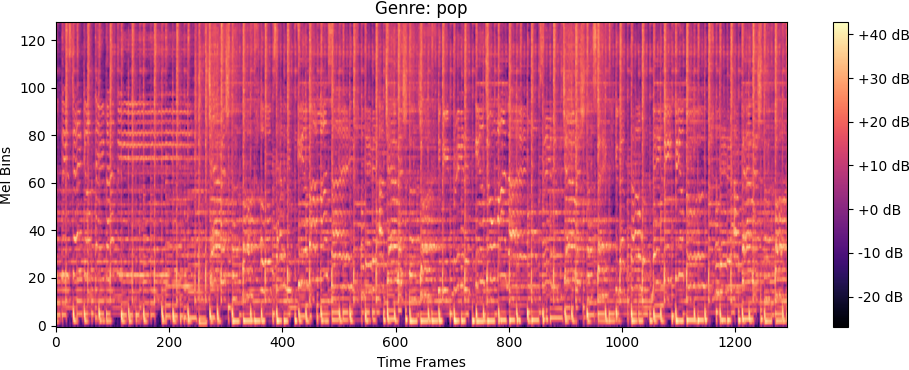 Genre: pop
Mel Bins
120
100
80
60
40
20
0
0 200 400 600 800 1000 1200
Time Frames
+40 dB
+30 dB
+20 dB
+10 dB
+0 dB
-10 dB
-20 dB